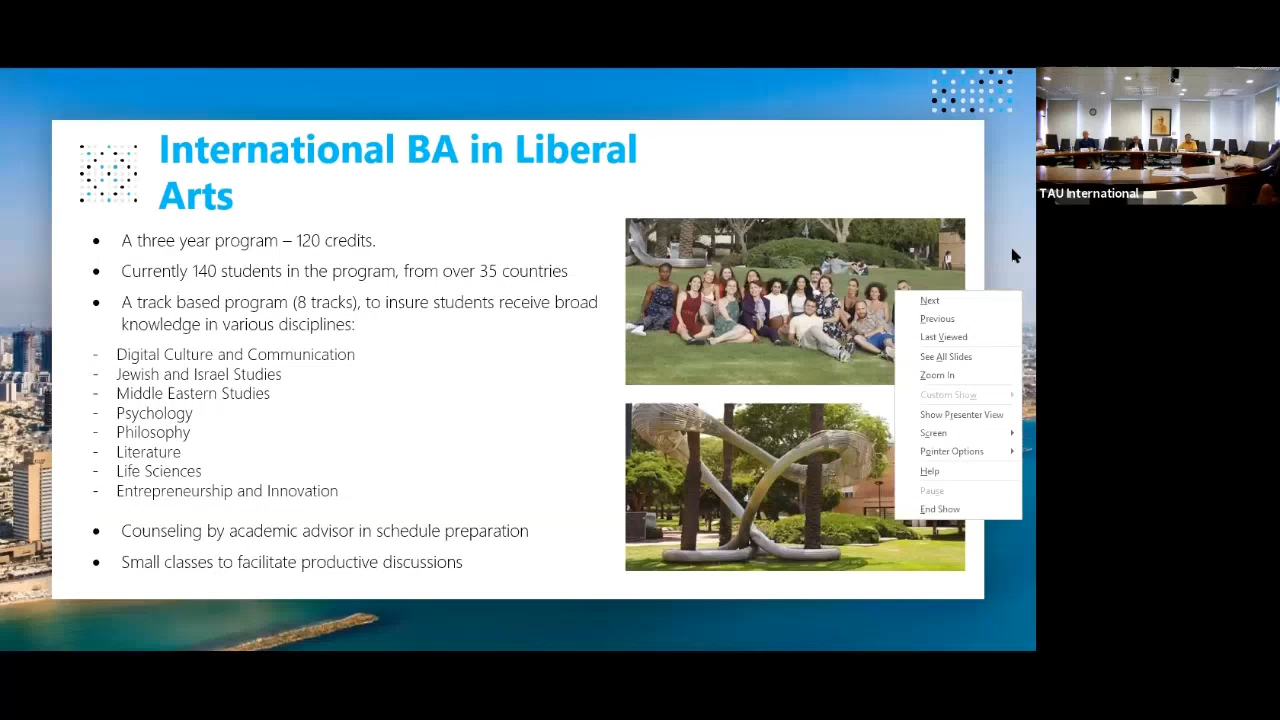 International BA in Liberal
Arts
• A three year program – 120 credits.
• Currently 140 students in the program, from over 35 countries
• A track based program (8 tracks), to insure students receive broad
knowledge in various disciplines:
- Digital Culture and Communication
- Jewish and Israel Studies
- Middle Eastern Studies
- Psychology
- Philosophy
- Literature
- Life Sciences
- Entrepreneurship and Innovation
• Counseling by academic advisor in schedule preparation
• Small classes to facilitate productive discussions
Next
Previous
Last Viewed
See All Slides
Zoom In
Custom Show
Show Presenter View
Screen
Pointer Options
Help
Pause
End Show
TAU International